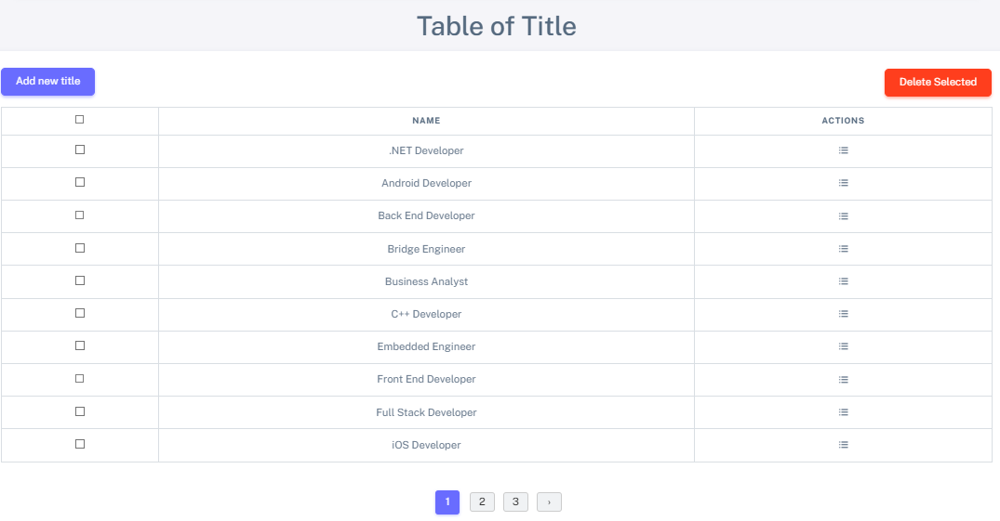 Table of Title
Add new title
Delete Selected
NAME
ACTIONS
.NET Developer
Android Developer
Back End Developer
Bridge Engineer
Business Analyst
C++ Developer
Embedded Engineer
Front End Developer
Full Stack Developer
iOS Developer
1 2 3 ›